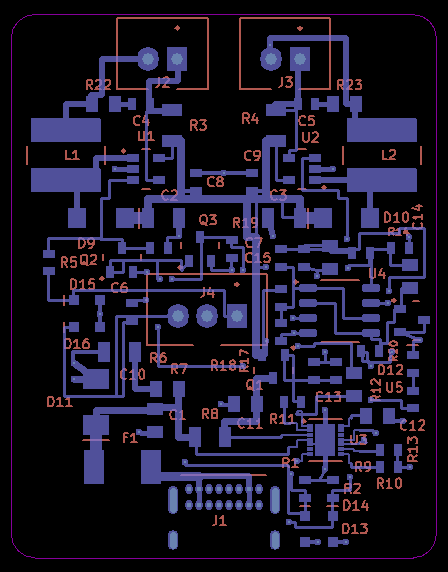 J2 J3
R22 R23
C4 C5
R3 R4
U1 U2
L1 C9 L2
C8
C2 C3
Q3 R19 D10 C14
D9 C7
Q2 C15
R5 U4
D15 C6
J4
D16 R6 R18 R17 R20
C10 R7 D12
Q1 U5
D11 C13 R12
C1 R8 R11 C12
F1 C11 U3 R13
R1 R9
R10
R2
D14
J1
D13